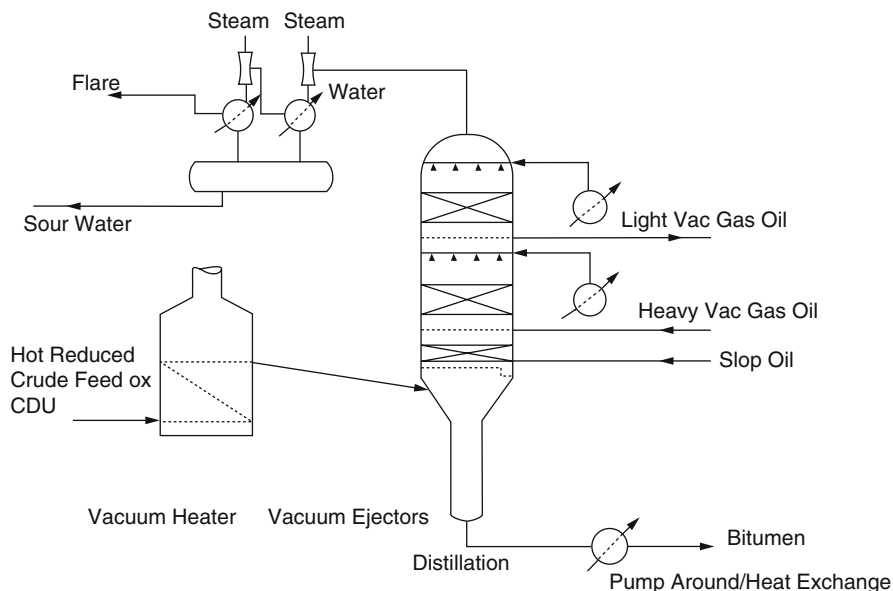 Steam Steam
Flare
Water
Sour Water
Light Vac Gas Oil
Heavy Vac Gas Oil
Hot Reduced
Crude Feed ox
CDU
Slop Oil
Vacuum Heater
Vacuum Ejectors
Distillation
Bitumen
Pump Around/Heat Exchange